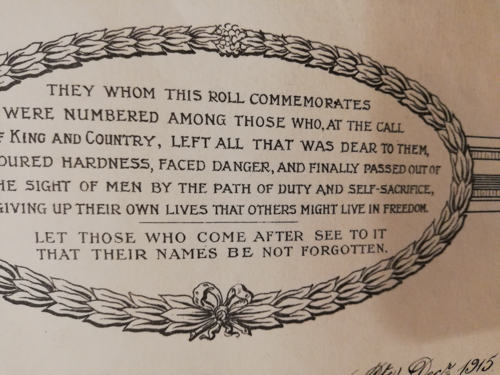 THEY WHOM THIS ROLL COMMEMORATES
WERE NUMBERED AMONG THOSE WHO, AT THE CALL
F KING AND COUNTRY, LEFT ALL THAT WAS DEAR TO THEM,
OURED HARDNESS, FACED DANGER, AND FINALLY PASSED OUT OF
HE SIGHT OF MEN BY THE PATH OF DUTY AND SELF-SACRIFICE,
GIVING UP THEIR OWN LIVES THAT OTHERS MIGHT LIVE IN FREEDOM.
LET THOSE WHO COME AFTER SEE TO IT
THAT THEIR NAMES BE NOT FORGOTTEN.
1915